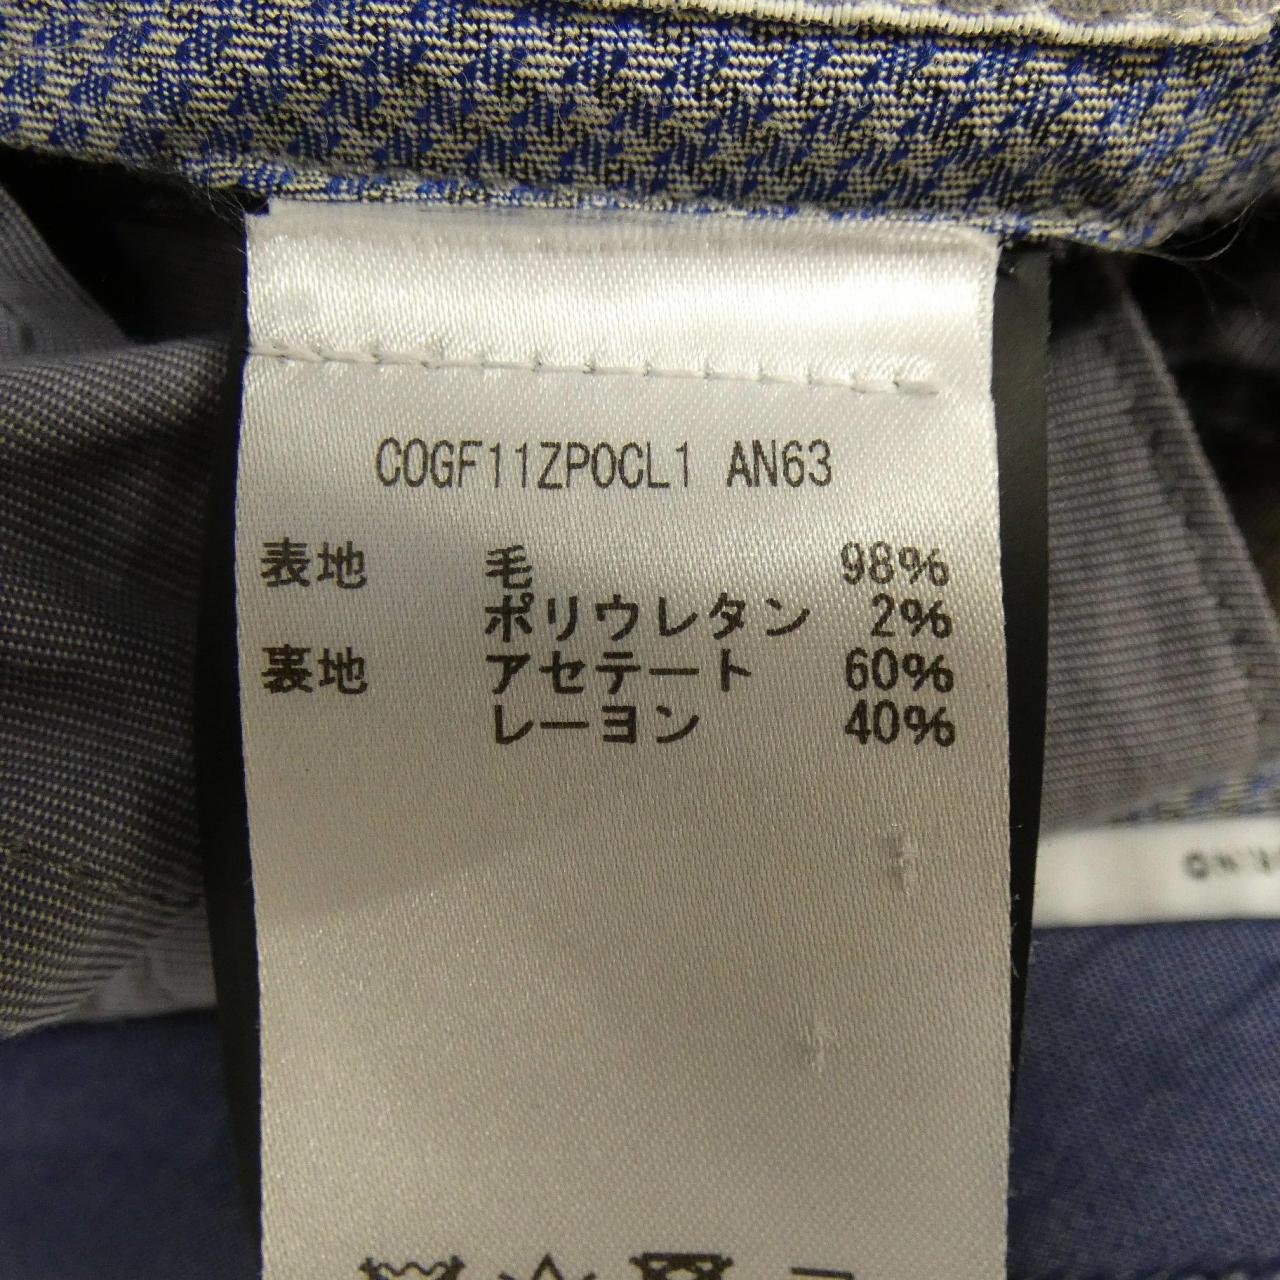 COGF11ZPOCL1 AN63
表地 毛 98%
ポリウレタン 2%
裏地 アセテート 60%
レーヨン 40%